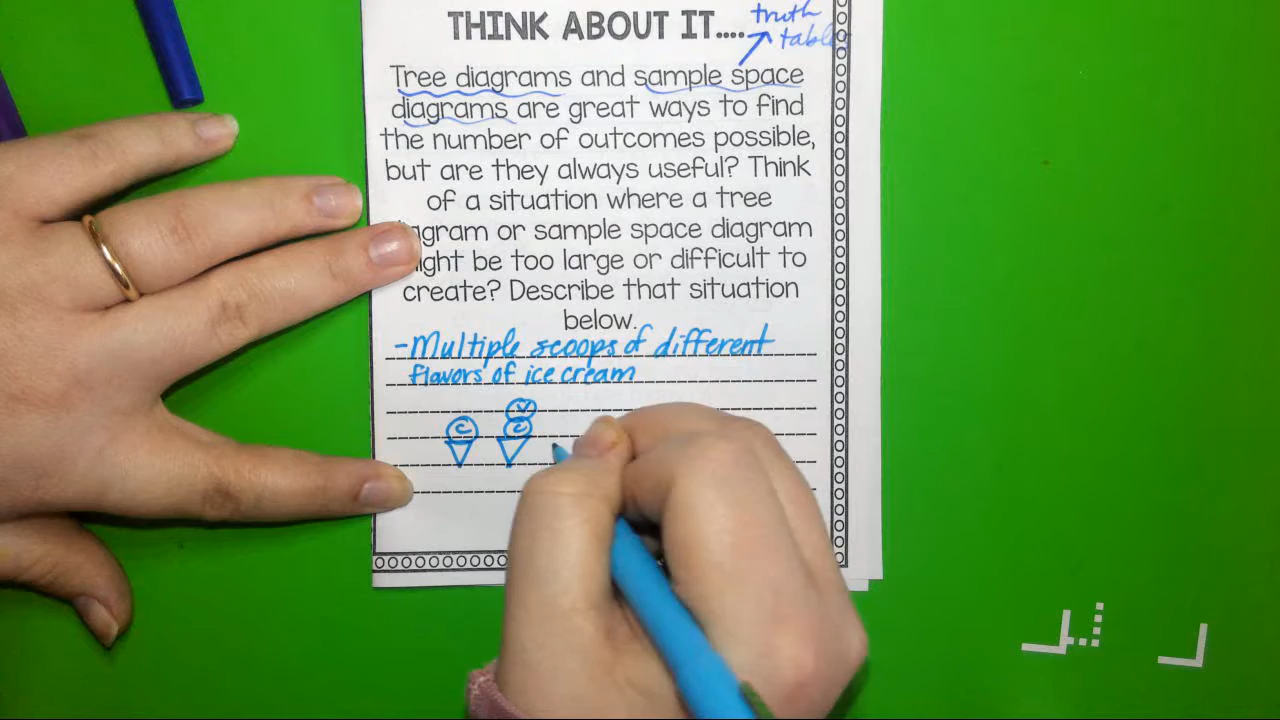 THINK ABOUT IT....
truth
table
Tree diagrams and sample space
diagrams are great ways to find
the number of outcomes possible,
but are they always useful? Think
of a situation where a tree
agram or sample space diagram
ight be too large or difficult to
create? Describe that situation
below.
-Multiple scoops of different
flavors of ice cream
C
V
C